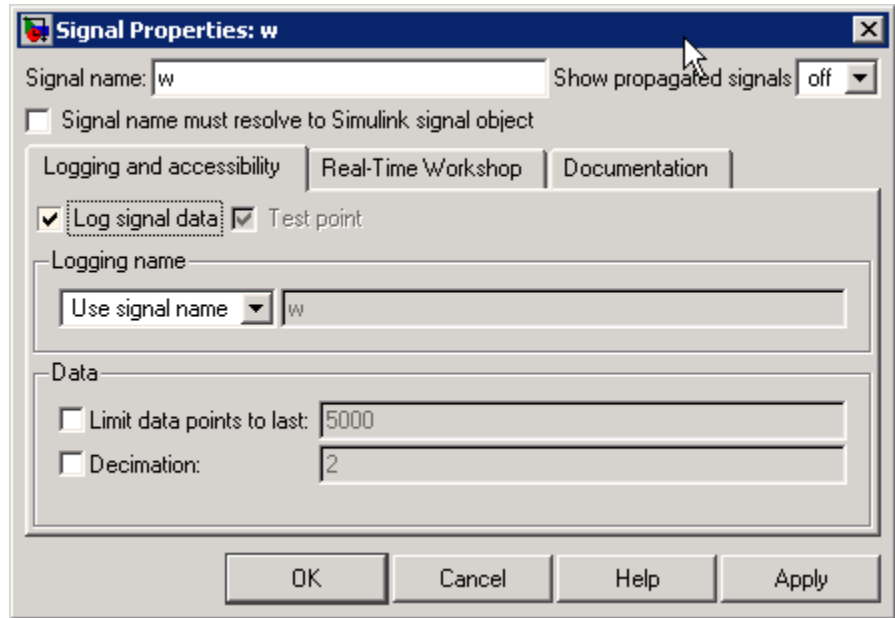 Signal Properties: w
Signal name: w Show propagated signals off
Signal name must resolve to Simulink signal object
Logging and accessibility Real-Time Workshop Documentation
Log signal data Test point
Logging name
Use signal name w
Data
Limit data points to last: 5000
Decimation: 2
OK Cancel Help Apply